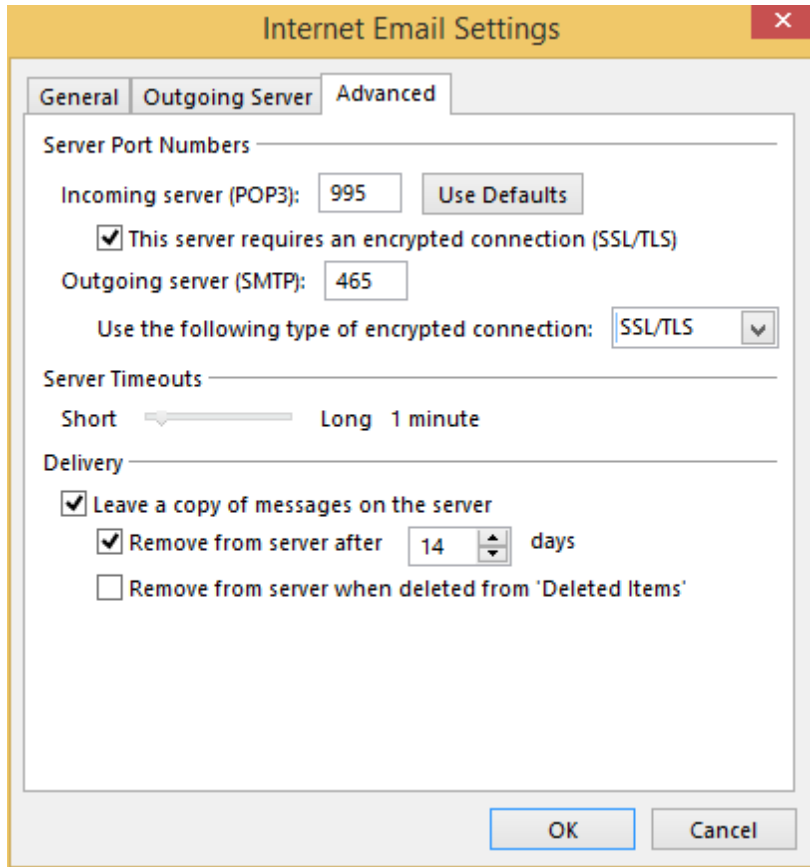 Internet Email Settings
General Outgoing Server Advanced
Server Port Numbers
Incoming server (POP3): 995 Use Defaults
This server requires an encrypted connection (SSL/TLS)
Outgoing server (SMTP): 465
Use the following type of encrypted connection: SSL/TLS
Server Timeouts
Short Long 1 minute
Delivery
Leave a copy of messages on the server
Remove from server after 14 days
Remove from server when deleted from 'Deleted Items'
OK Cancel